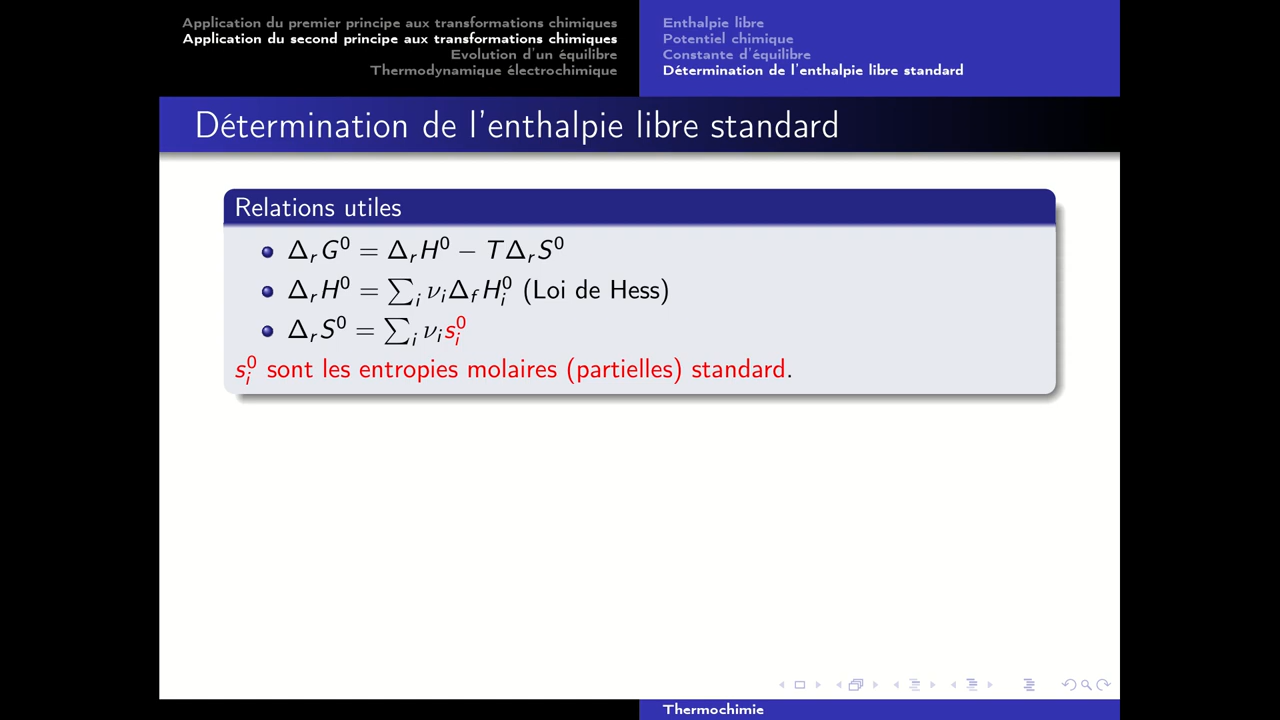 Application du premier principe aux transformations chimiques
Application du second principe aux transformations chimiques
Evolution d'un équilibre
Thermodynamique électrochimique
Enthalpie libre
Potentiel chimique
Constante d'équilibre
Détermination de l'enthalpie libre standard
Détermination de l'enthalpie libre standard
Relations utiles
Δ_r G^0 = Δ_r H^0 − T Δ_r S^0
Δ_r H^0 = ∑_i ν_i Δ_f H_i^0 (Loi de Hess)
Δ_r S^0 = ∑_i ν_i s_i^0
s_i^0 sont les entropies molaires (partielles) standard.
Thermochimie